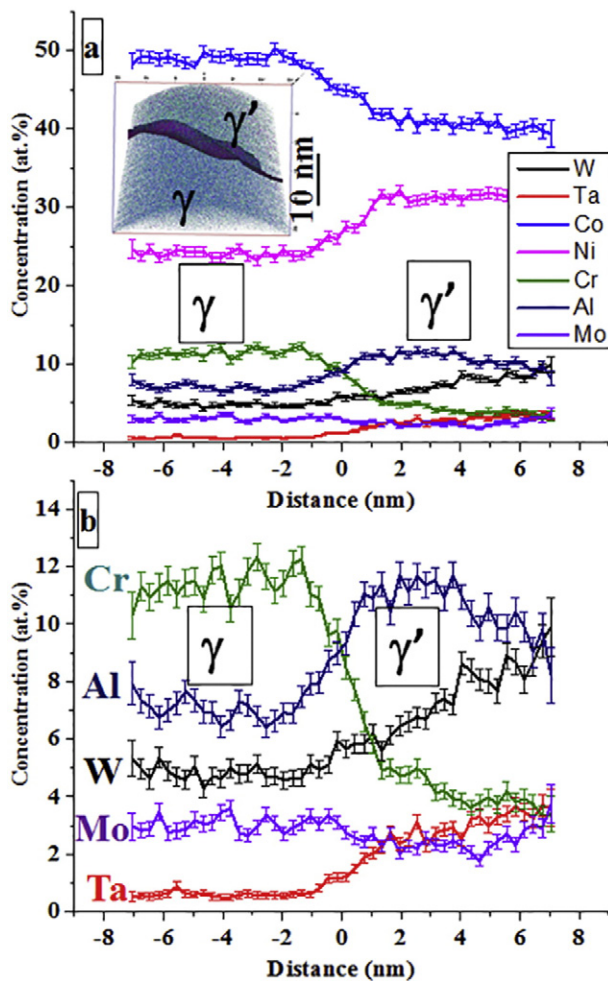 a
Concentration (at.%)
50
40
30
20
10
0
γ'
γ
10 nm
W
Ta
Co
Ni
Cr
Al
Mo
γ
γ'
-8 -6 -4 -2 0 2 4 6 8
Distance (nm)
b
Concentration (at.%)
14
12
10
8
6
4
2
0
Cr
Al
W
Mo
Ta
γ
γ'
-8 -6 -4 -2 0 2 4 6 8
Distance (nm)